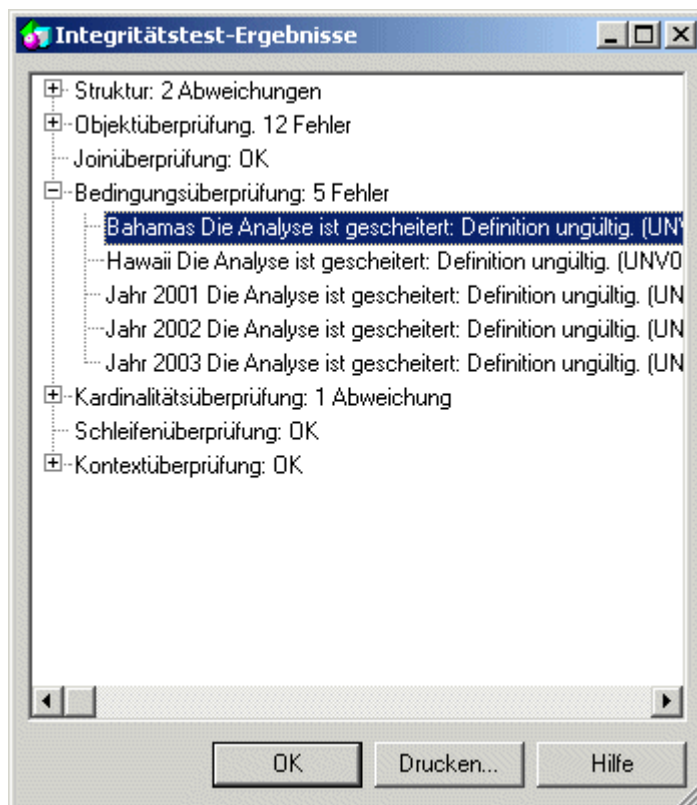 Integritätstest-Ergebnisse
Struktur: 2 Abweichungen
Objektüberprüfung. 12 Fehler
Joinüberprüfung: OK
Bedingungsüberprüfung: 5 Fehler
Bahamas Die Analyse ist gescheitert: Definition ungültig. (UNV
Hawaii Die Analyse ist gescheitert: Definition ungültig. (UNV0
Jahr 2001 Die Analyse ist gescheitert: Definition ungültig. (UN
Jahr 2002 Die Analyse ist gescheitert: Definition ungültig. (UN
Jahr 2003 Die Analyse ist gescheitert: Definition ungültig. (UN
Kardinalitätsüberprüfung: 1 Abweichung
Schleifenüberprüfung: OK
Kontextüberprüfung: OK
OK Drucken... Hilfe